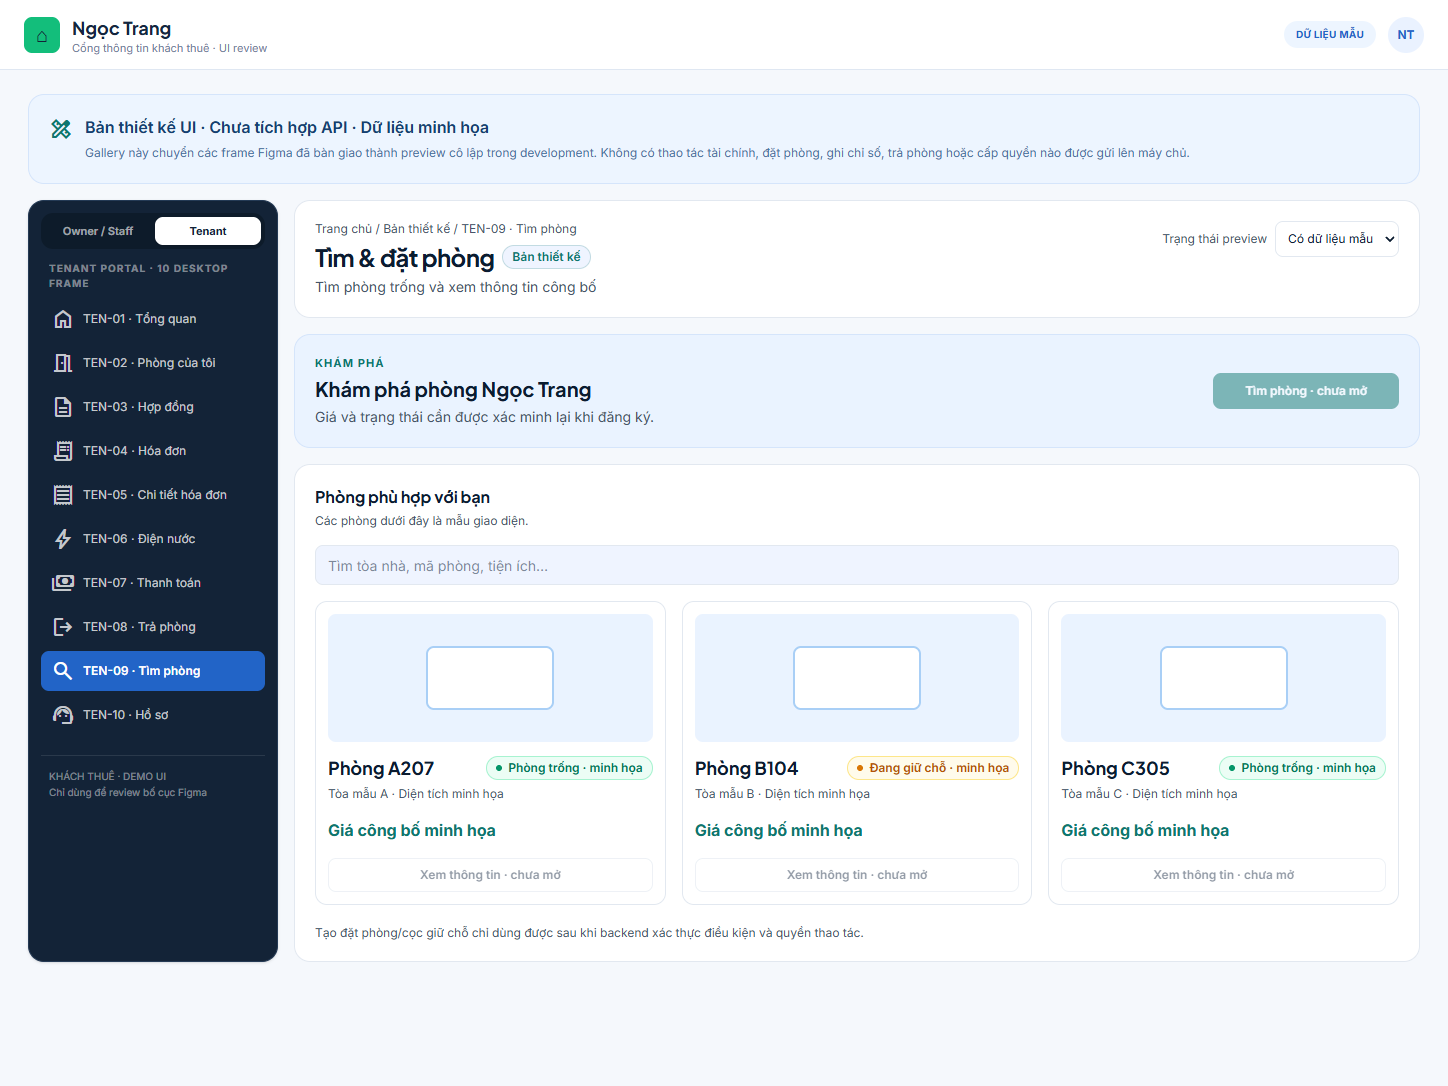 Ngọc Trang
Cổng thông tin khách thuê · UI review
DỮ LIỆU MẪU
NT
Bản thiết kế UI · Chưa tích hợp API · Dữ liệu minh họa
Gallery này chuyển các frame Figma đã bàn giao thành preview cô lập trong development. Không có thao tác tài chính, đặt phòng, ghi chỉ số, trả phòng hoặc cấp quyền nào được gửi lên máy chủ.
Owner / Staff
Tenant
TENANT PORTAL · 10 DESKTOP
FRAME
TEN-01 · Tổng quan
TEN-02 · Phòng của tôi
TEN-03 · Hợp đồng
TEN-04 · Hóa đơn
TEN-05 · Chi tiết hóa đơn
TEN-06 · Điện nước
TEN-07 · Thanh toán
TEN-08 · Trả phòng
TEN-09 · Tìm phòng
TEN-10 · Hồ sơ
KHÁCH THUÊ · DEMO UI
Chỉ dùng để review bố cục Figma
Trang chủ / Bản thiết kế / TEN-09 · Tìm phòng
Tìm & đặt phòng
Bản thiết kế
Tìm phòng trống và xem thông tin công bố
Trạng thái preview
Có dữ liệu mẫu
KHÁM PHÁ
Khám phá phòng Ngọc Trang
Giá và trạng thái cần được xác minh lại khi đăng ký.
Tìm phòng · chưa mở
Phòng phù hợp với bạn
Các phòng dưới đây là mẫu giao diện.
Tìm tòa nhà, mã phòng, tiện ích...
Phòng A207
Phòng trống · minh họa
Tòa mẫu A · Diện tích minh họa
Giá công bố minh họa
Xem thông tin · chưa mở
Phòng B104
Đang giữ chỗ · minh họa
Tòa mẫu B · Diện tích minh họa
Giá công bố minh họa
Xem thông tin · chưa mở
Phòng C305
Phòng trống · minh họa
Tòa mẫu C · Diện tích minh họa
Giá công bố minh họa
Xem thông tin · chưa mở
Tạo đặt phòng/cọc giữ chỗ chỉ dùng được sau khi backend xác thực điều kiện và quyền thao tác.